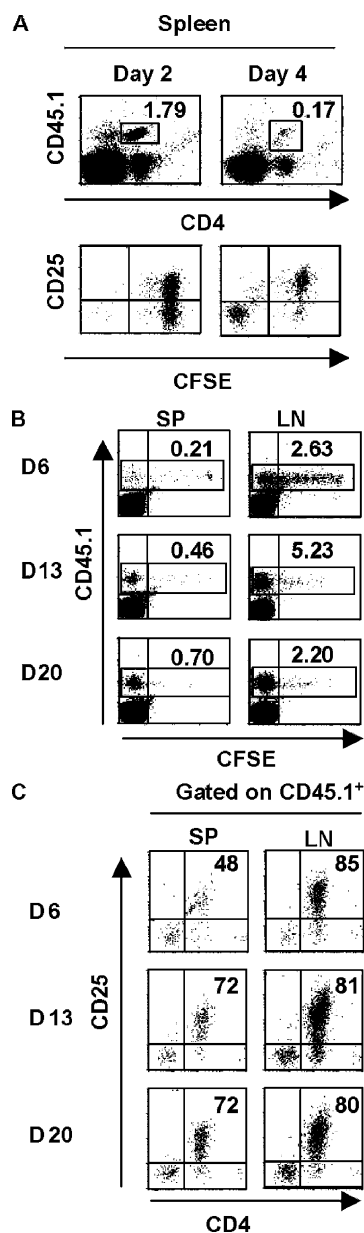 A
Spleen
Day 2 Day 4
CD45.1
1.79 0.17
CD4
CD25
CFSE
B
SP LN
D6
0.21 2.63
CD45.1
D13
0.46 5.23
D20
0.70 2.20
CFSE
C
Gated on CD45.1+
SP LN
D6
48 85
CD25
D13
72 81
D20
72 80
CD4